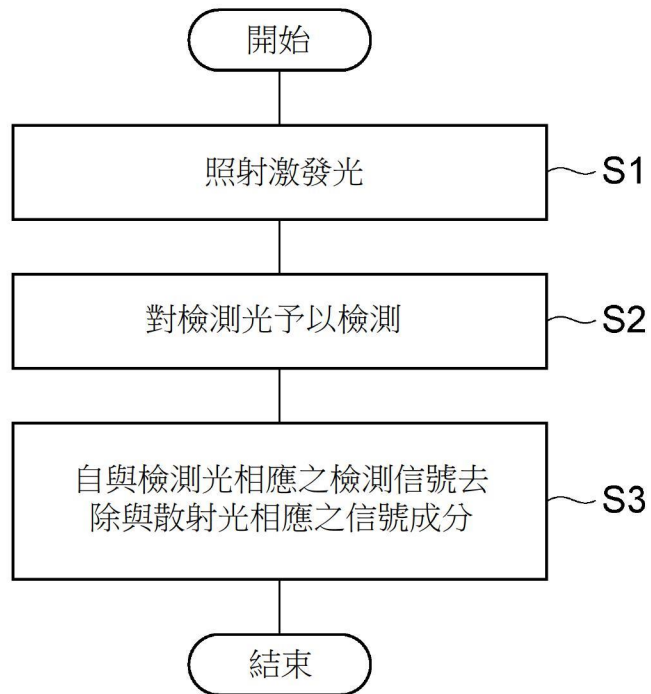 開始
照射激發光
S1
對檢測光予以檢測
S2
自與檢測光相應之檢測信號去
除與散射光相應之信號成分
S3
結束